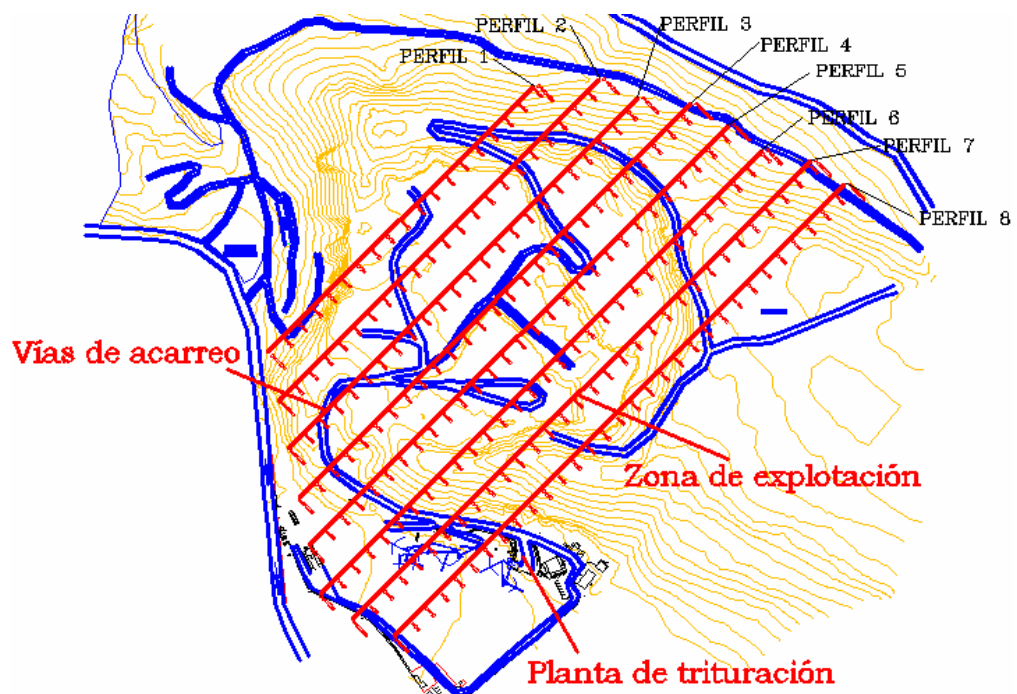 PERFIL 1
PERFIL 2
PERFIL 3
PERFIL 4
PERFIL 5
PERFIL 6
PERFIL 7
PERFIL 8
Vías de acarreo
Zona de explotación
Planta de trituración